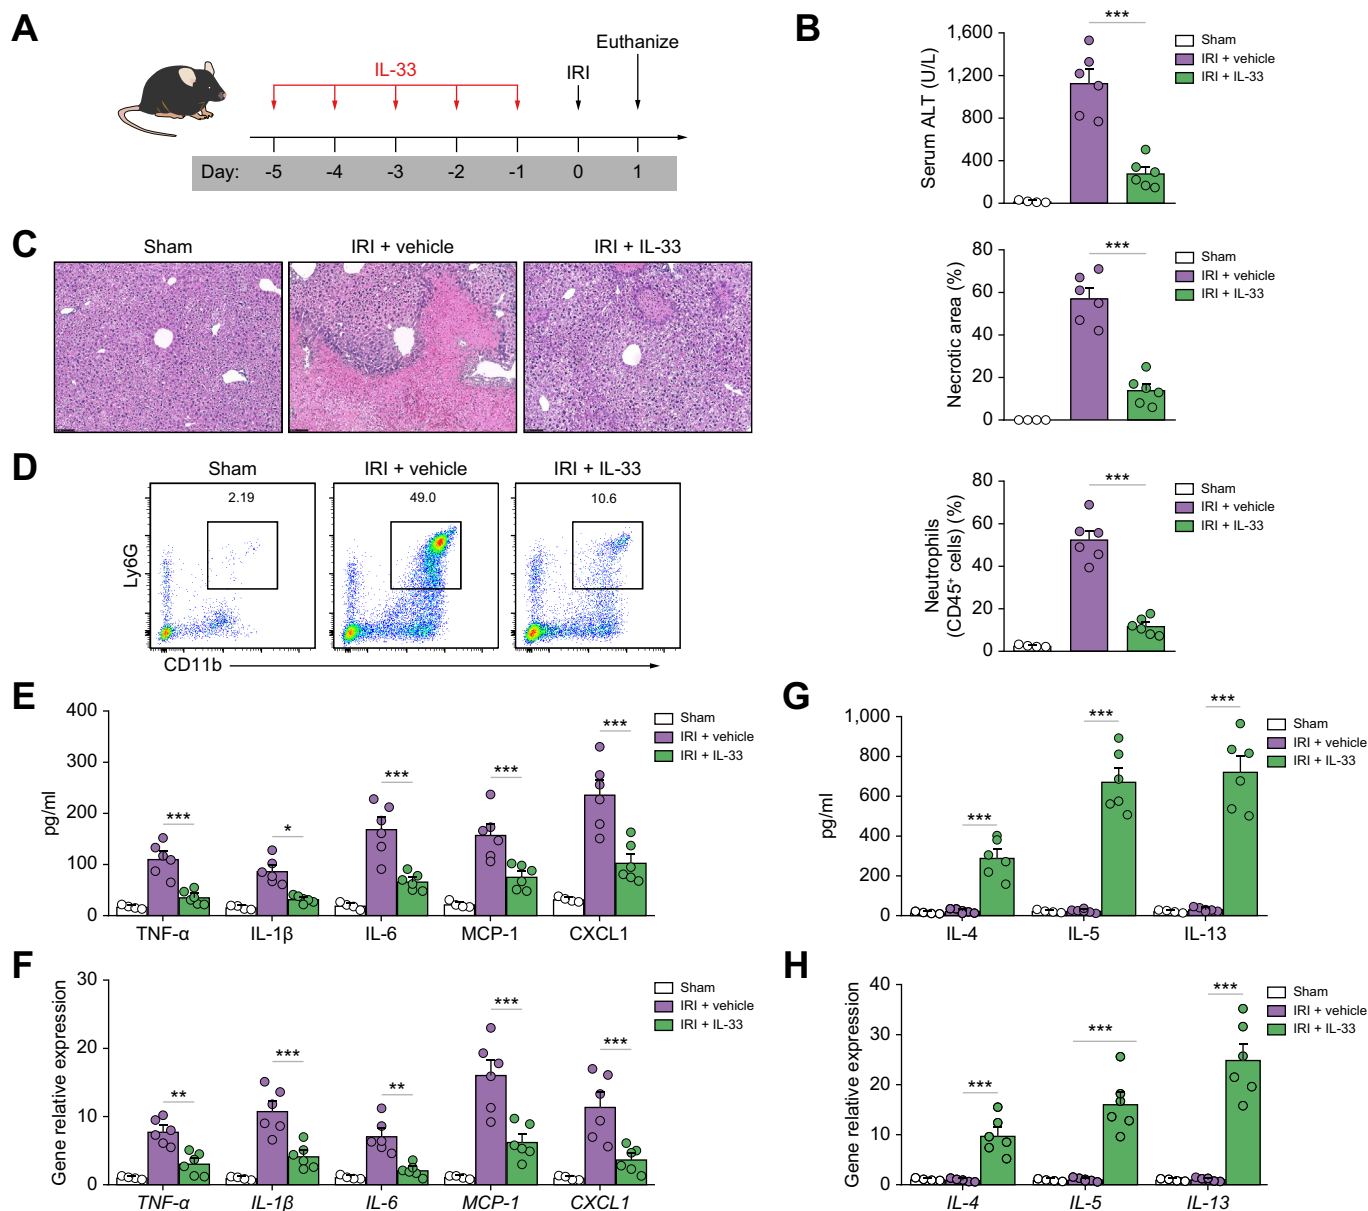 A
IL-33
IRI
Euthanize
Day: -5 -4 -3 -2 -1 0 1
B
Serum ALT (U/L)
1,600
1,200
800
400
0
***
Sham
IRI + vehicle
IRI + IL-33
C
Sham
IRI + vehicle
IRI + IL-33
Necrotic area (%)
80
60
40
20
0
***
Sham
IRI + vehicle
IRI + IL-33
D
Sham
IRI + vehicle
IRI + IL-33
2.19
49.0
10.6
Ly6G
CD11b
Neutrophils
(CD45⁺ cells) (%)
80
60
40
20
0
***
Sham
IRI + vehicle
IRI + IL-33
E
pg/ml
400
300
200
100
0
***
*
***
***
***
Sham
IRI + vehicle
IRI + IL-33
TNF-α IL-1β IL-6 MCP-1 CXCL1
G
pg/ml
1,000
800
600
400
200
0
***
***
***
Sham
IRI + vehicle
IRI + IL-33
IL-4 IL-5 IL-13
F
Gene relative expression
30
20
10
0
**
***
**
***
***
Sham
IRI + vehicle
IRI + IL-33
TNF-α IL-1β IL-6 MCP-1 CXCL1
H
Gene relative expression
40
30
20
10
0
***
***
***
Sham
IRI + vehicle
IRI + IL-33
IL-4 IL-5 IL-13